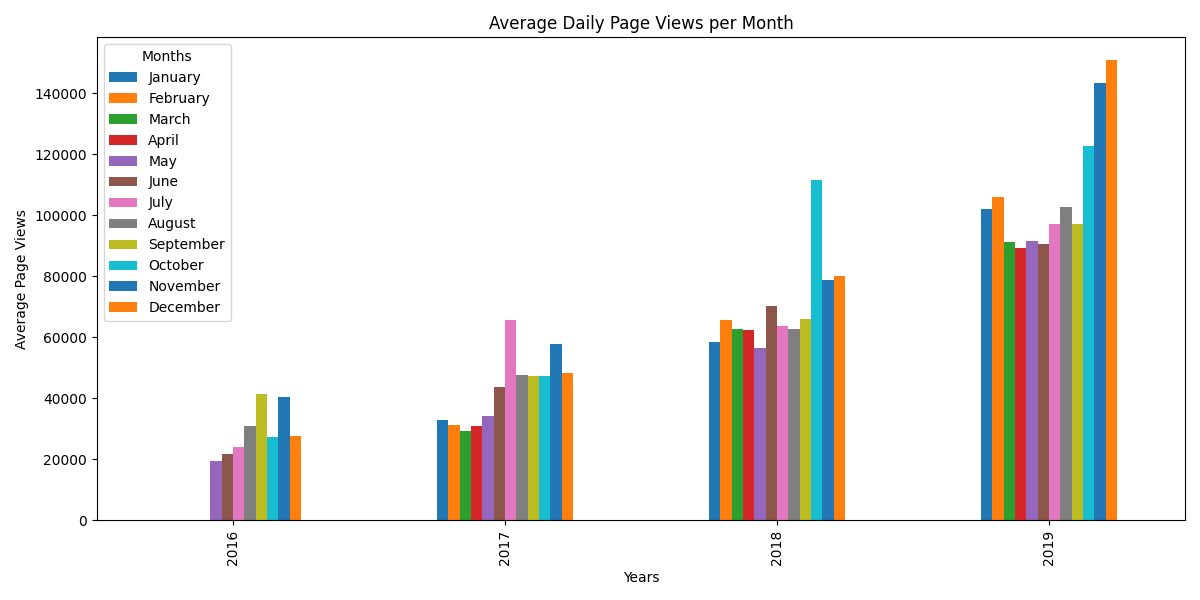 Average Daily Page Views per Month
Months
January
February
March
April
May
June
July
August
September
October
November
December
Average Page Views
140000
120000
100000
80000
60000
40000
20000
0
2016
2017
2018
2019
Years